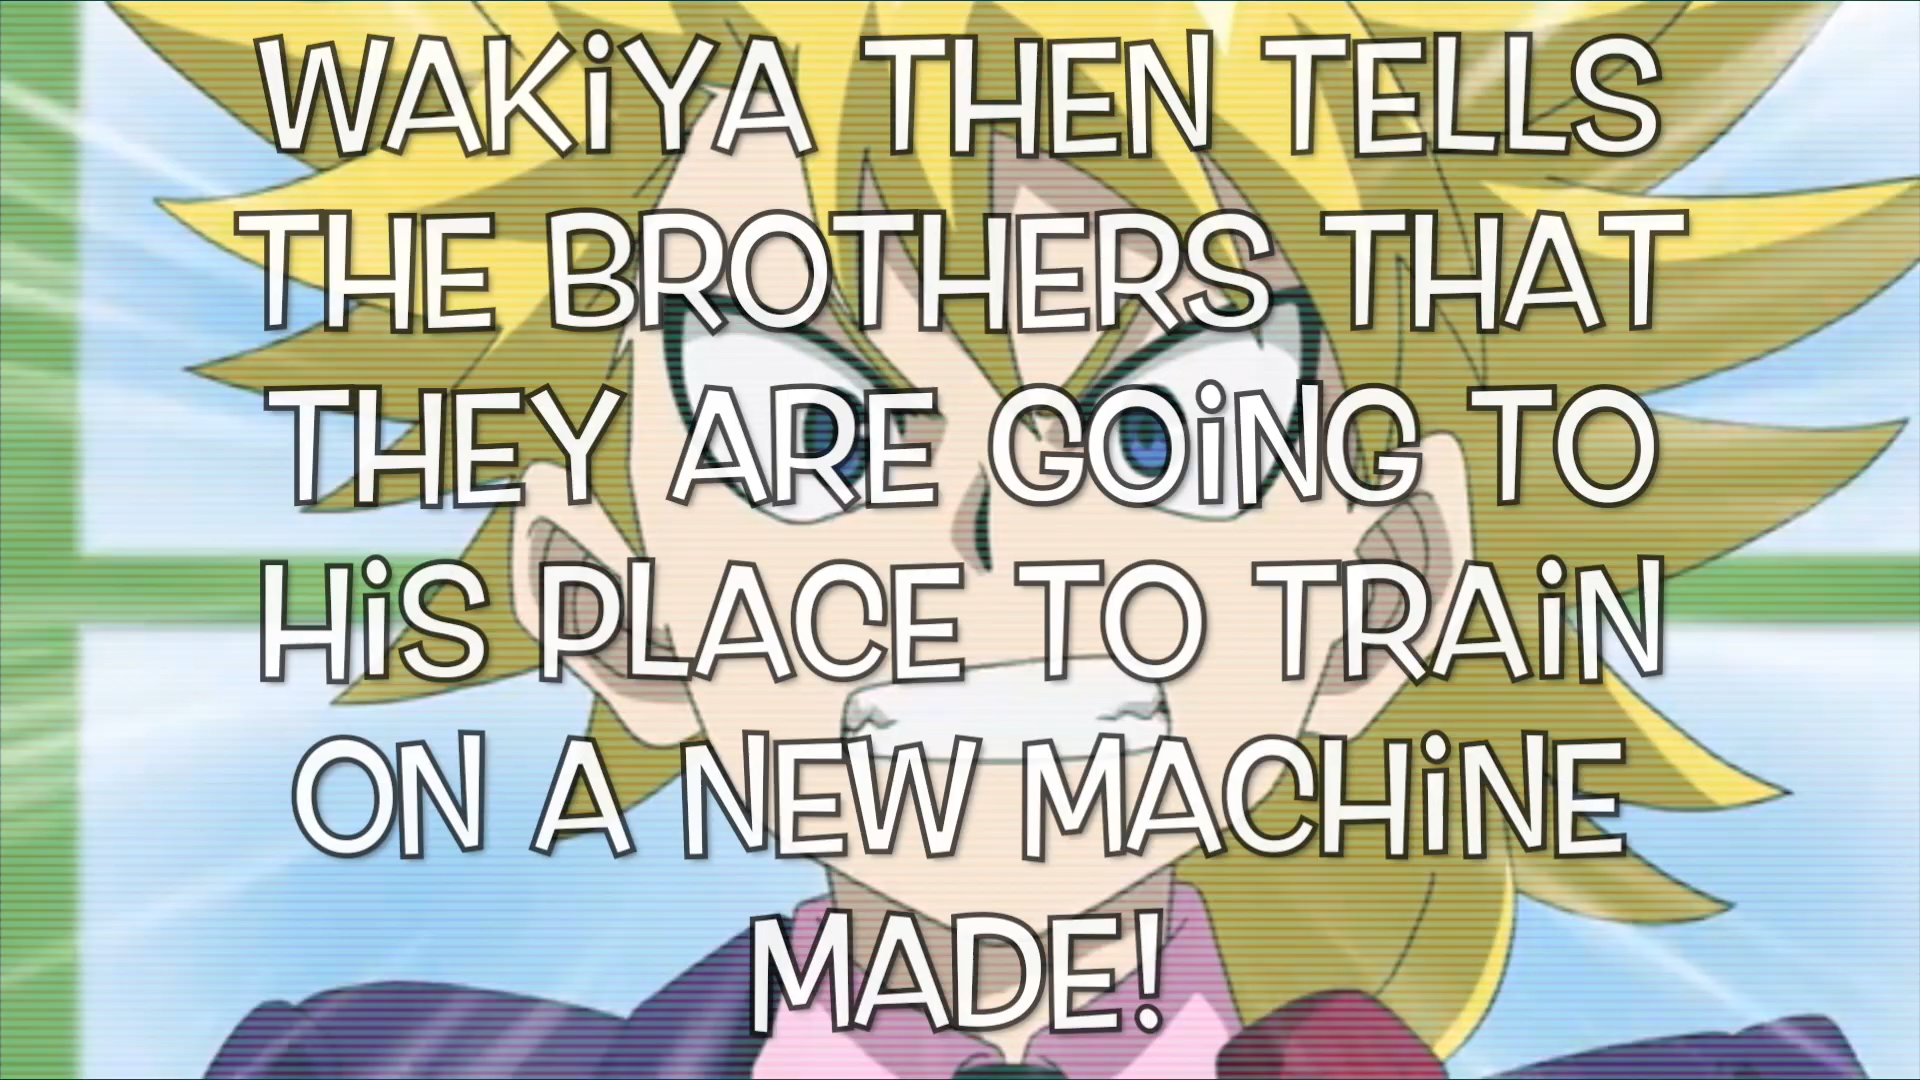 WAKiYA THEN TELLS
THE BROTHERS THAT
THEY ARE GOiNG TO
HiS PLACE TO TRAiN
ON A NEW MACHiNE
MADE!